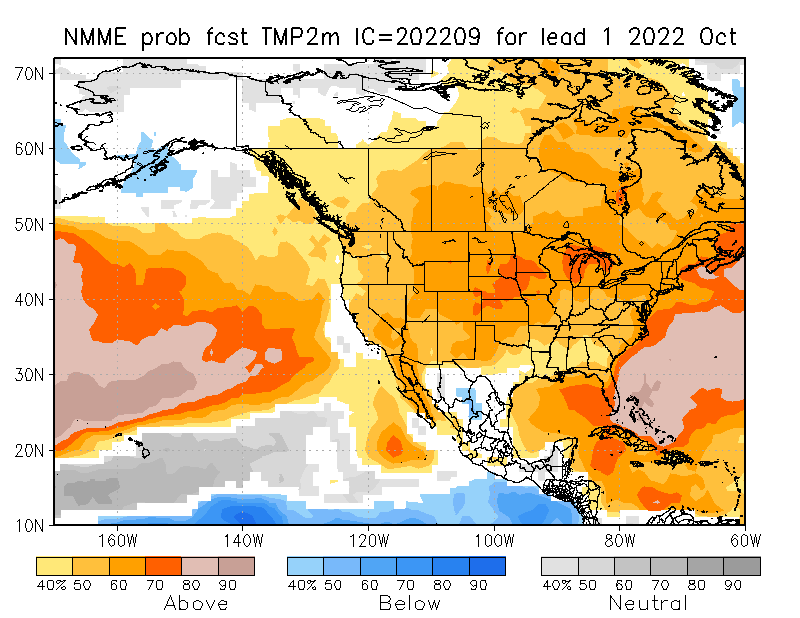 NMME prob fcst TMP2m IC=202209 for lead 1 2022 Oct
70N
60N
50N
40N
30N
20N
10N
160W 140W 120W 100W 80W 60W
40% 50 60 70 80 90 40% 50 60 70 80 90 40% 50 60 70 80 90
Above Below Neutral